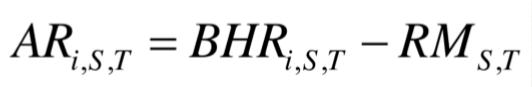 AR_{i,S,T} = BHR_{i,S,T} − RM_{S,T}